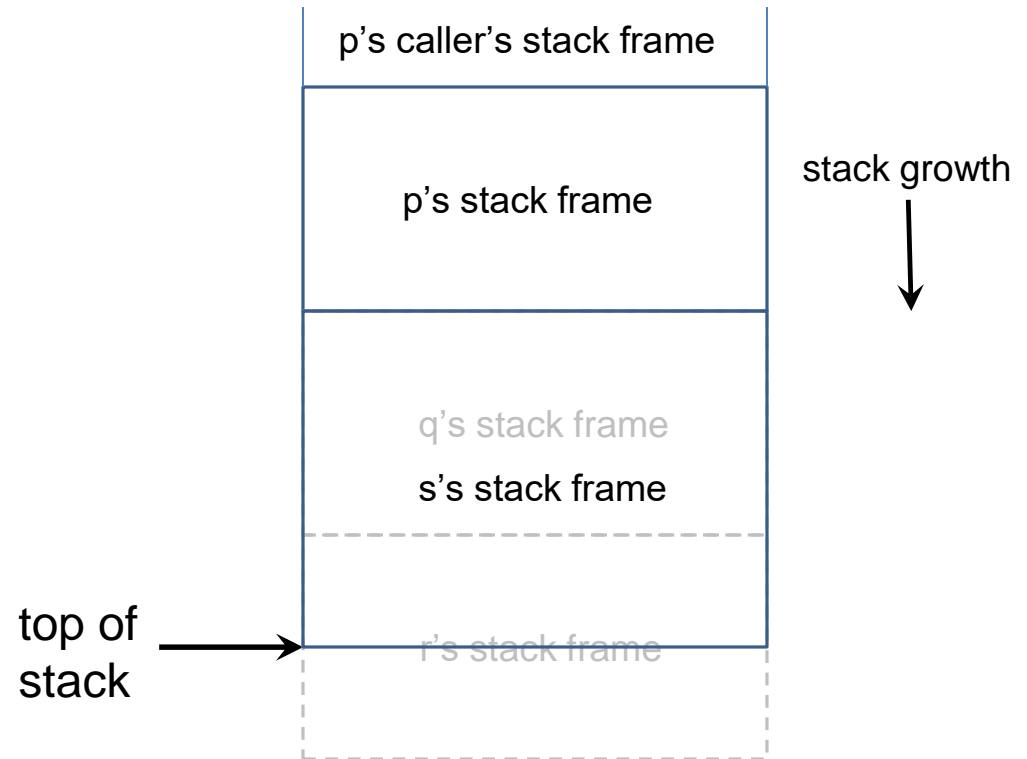 p’s caller’s stack frame
stack growth
p’s stack frame
q’s stack frame
s’s stack frame
top of
stack
r’s stack frame